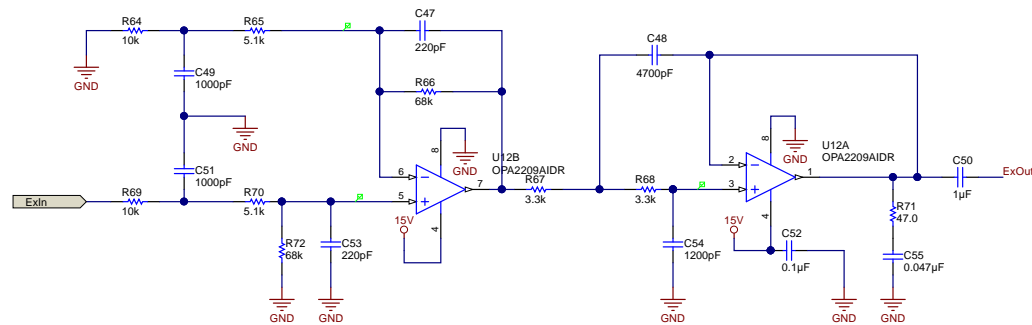 R64
10k
R65
5.1k
C47
220pF
C48
4700pF
GND
C49
1000pF
R66
68k
GND
8
GND
U12B
OPA2209AIDR
8
GND
U12A
OPA2209AIDR
C51
1000pF
6
5
7
4
R67
3.3k
R68
3.3k
2
3
1
4
C50
1µF
ExOut
ExIn
R69
10k
R70
5.1k
15V
15V
R71
47.0
R72
68k
C53
220pF
C54
1200pF
C52
0.1µF
C55
0.047µF
GND
GND
GND
GND
GND